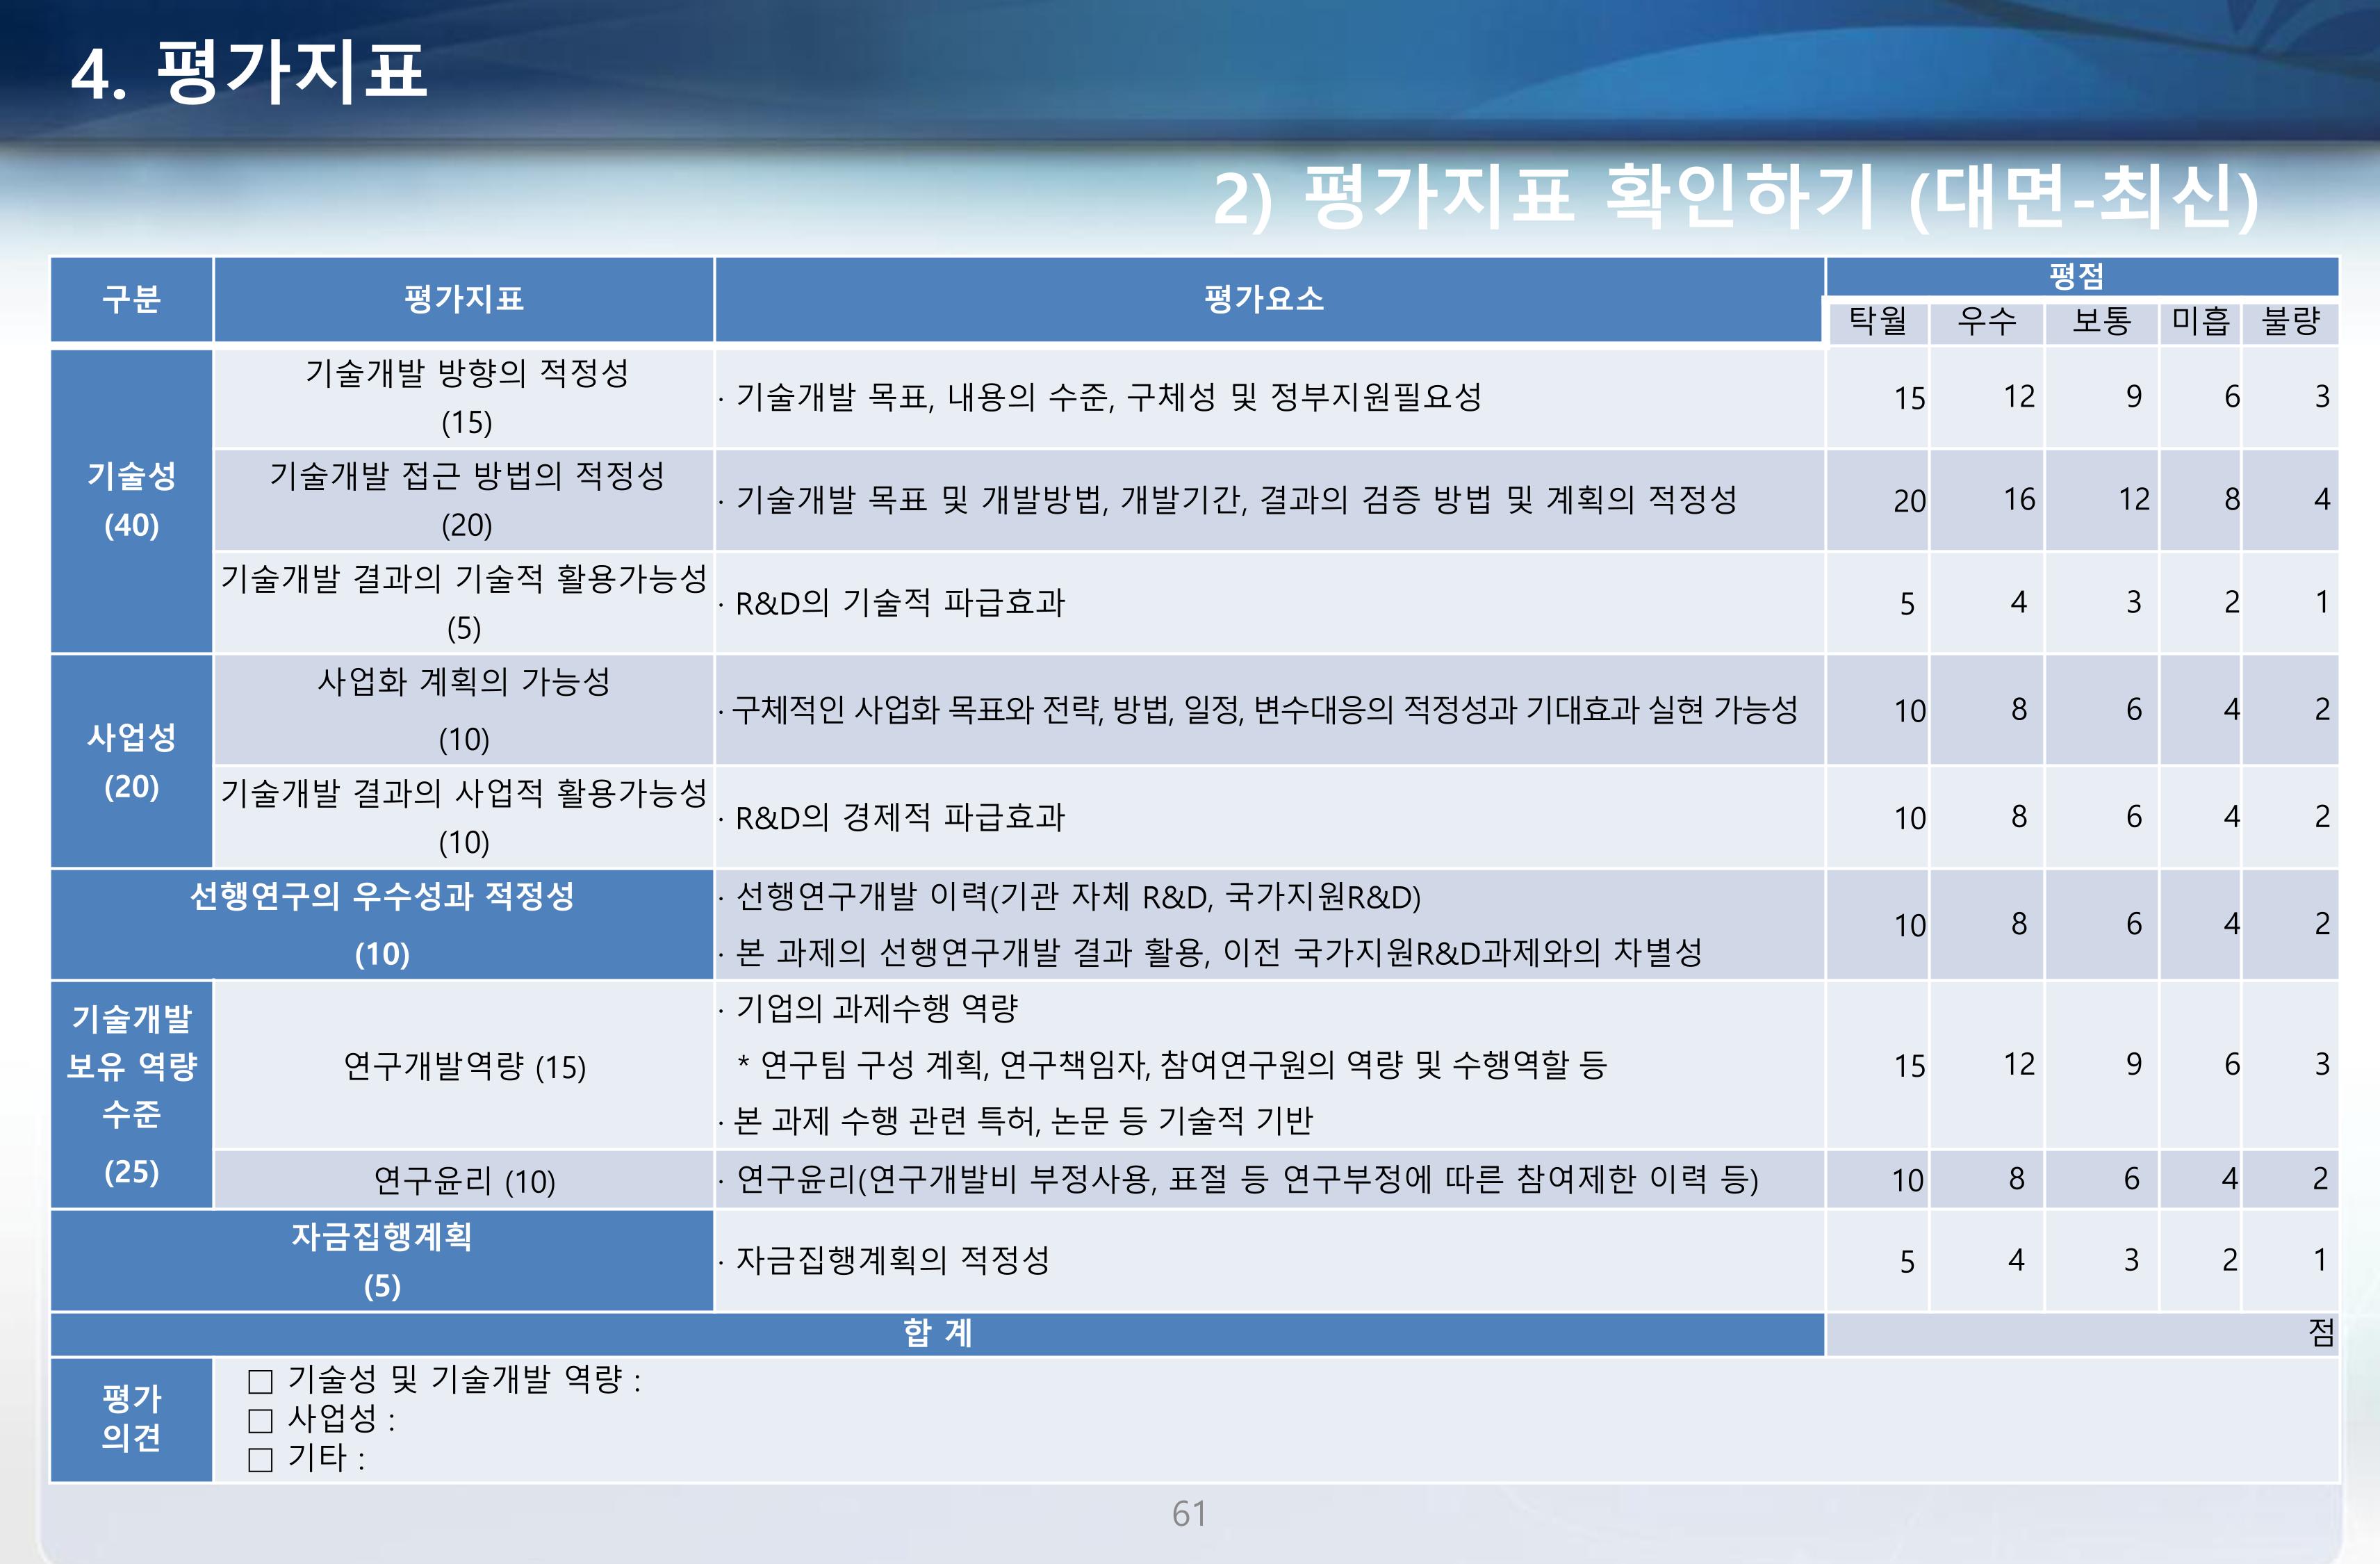 4. 평가지표
2) 평가지표 확인하기 (대면-최신)
구분 평가지표 평가요소 평점
탁월 우수 보통 미흡 불량
기술성
(40)
기술개발 방향의 적정성
(15)
· 기술개발 목표, 내용의 수준, 구체성 및 정부지원필요성
15 12 9 6 3
기술개발 접근 방법의 적정성
(20)
· 기술개발 목표 및 개발방법, 개발기간, 결과의 검증 방법 및 계획의 적정성
20 16 12 8 4
기술개발 결과의 기술적 활용가능성
(5)
· R&D의 기술적 파급효과
5 4 3 2 1
사업성
(20)
사업화 계획의 가능성
(10)
· 구체적인 사업화 목표와 전략, 방법, 일정, 변수대응의 적정성과 기대효과 실현 가능성
10 8 6 4 2
기술개발 결과의 사업적 활용가능성
(10)
· R&D의 경제적 파급효과
10 8 6 4 2
선행연구의 우수성과 적정성
(10)
· 선행연구개발 이력(기관 자체 R&D, 국가지원R&D)
· 본 과제의 선행연구개발 결과 활용, 이전 국가지원R&D과제와의 차별성
10 8 6 4 2
기술개발
보유 역량
수준
(25)
연구개발역량 (15)
· 기업의 과제수행 역량
* 연구팀 구성 계획, 연구책임자, 참여연구원의 역량 및 수행역할 등
· 본 과제 수행 관련 특허, 논문 등 기술적 기반
15 12 9 6 3
연구윤리 (10)
· 연구윤리(연구개발비 부정사용, 표절 등 연구부정에 따른 참여제한 이력 등)
10 8 6 4 2
자금집행계획
(5)
· 자금집행계획의 적정성
5 4 3 2 1
합 계 점
평가
의견
□ 기술성 및 기술개발 역량 :
□ 사업성 :
□ 기타 :
61